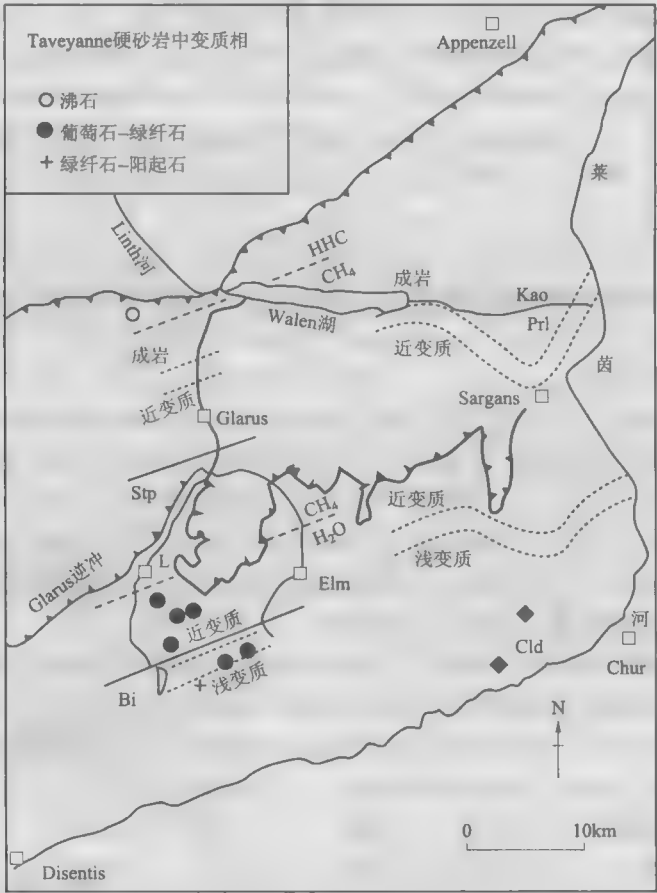 Taveyanne硬砂岩中变质相
沸石
葡萄石-绿纤石
+ 绿纤石-阳起石
Appenzell
莱
Linth河
HHC
CH₄
成岩
Kao
Walen湖
Prl
成岩
近变质
近变质
茵
Sargans
Glarus
Stp
CH₄
近变质
H₂O
浅变质
Glarus逆冲
L
Elm
近变质
Cld
河
Chur
浅变质
Bi
N
0 10km
Disentis